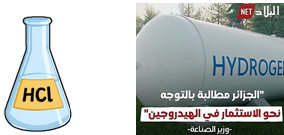 HCl
البلاد
NET
HYDROGEN
"الجزائر مطالبة بالتوجه
نحو الاستثمار في الهيدروجين"
-وزير الصناعة-